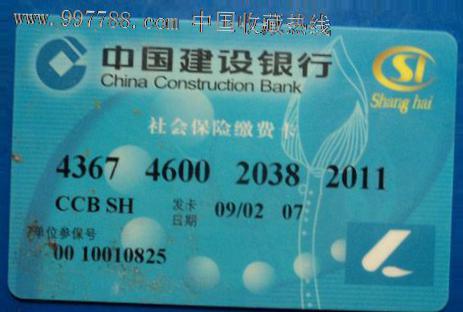 www.997788.com 中国收藏热线
中国建设银行
China Construction Bank
SI
Shang hai
社会保险缴费卡
4367 4600 2038 2011
CCB SH 发卡日期 09/02 07
单位参保号
00 10010825